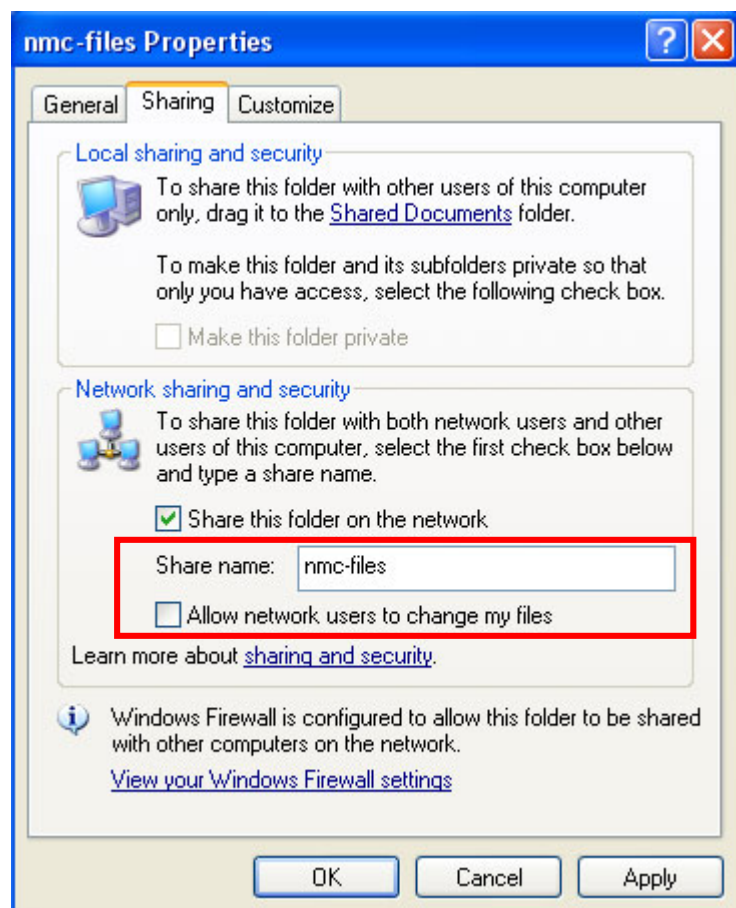 nmc-files Properties
General Sharing Customize
Local sharing and security
To share this folder with other users of this computer
only, drag it to the Shared Documents folder.
To make this folder and its subfolders private so that
only you have access, select the following check box.
Make this folder private
Network sharing and security
To share this folder with both network users and other
users of this computer, select the first check box below
and type a share name.
Share this folder on the network
Share name: nmc-files
Allow network users to change my files
Learn more about sharing and security.
Windows Firewall is configured to allow this folder to be shared
with other computers on the network.
View your Windows Firewall settings
OK Cancel Apply